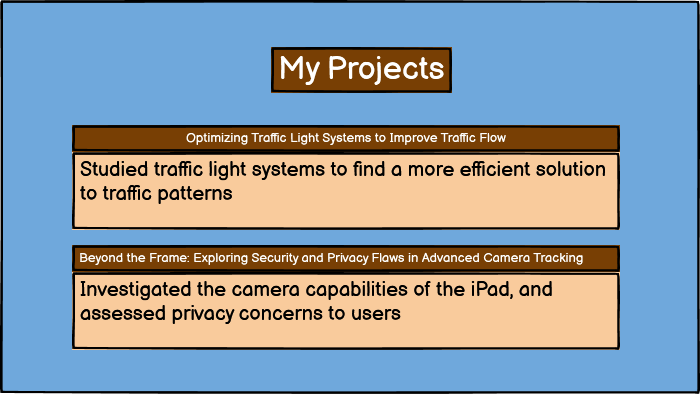 My Projects
Optimizing Traffic Light Systems to Improve Traffic Flow
Studied traffic light systems to find a more efficient solution
to traffic patterns
Beyond the Frame: Exploring Security and Privacy Flaws in Advanced Camera Tracking
Investigated the camera capabilities of the iPad, and
assessed privacy concerns to users